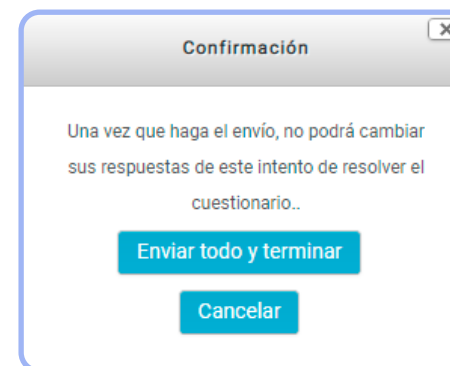 Confirmación
Una vez que haga el envío, no podrá cambiar
sus respuestas de este intento de resolver el
cuestionario..
Enviar todo y terminar
Cancelar